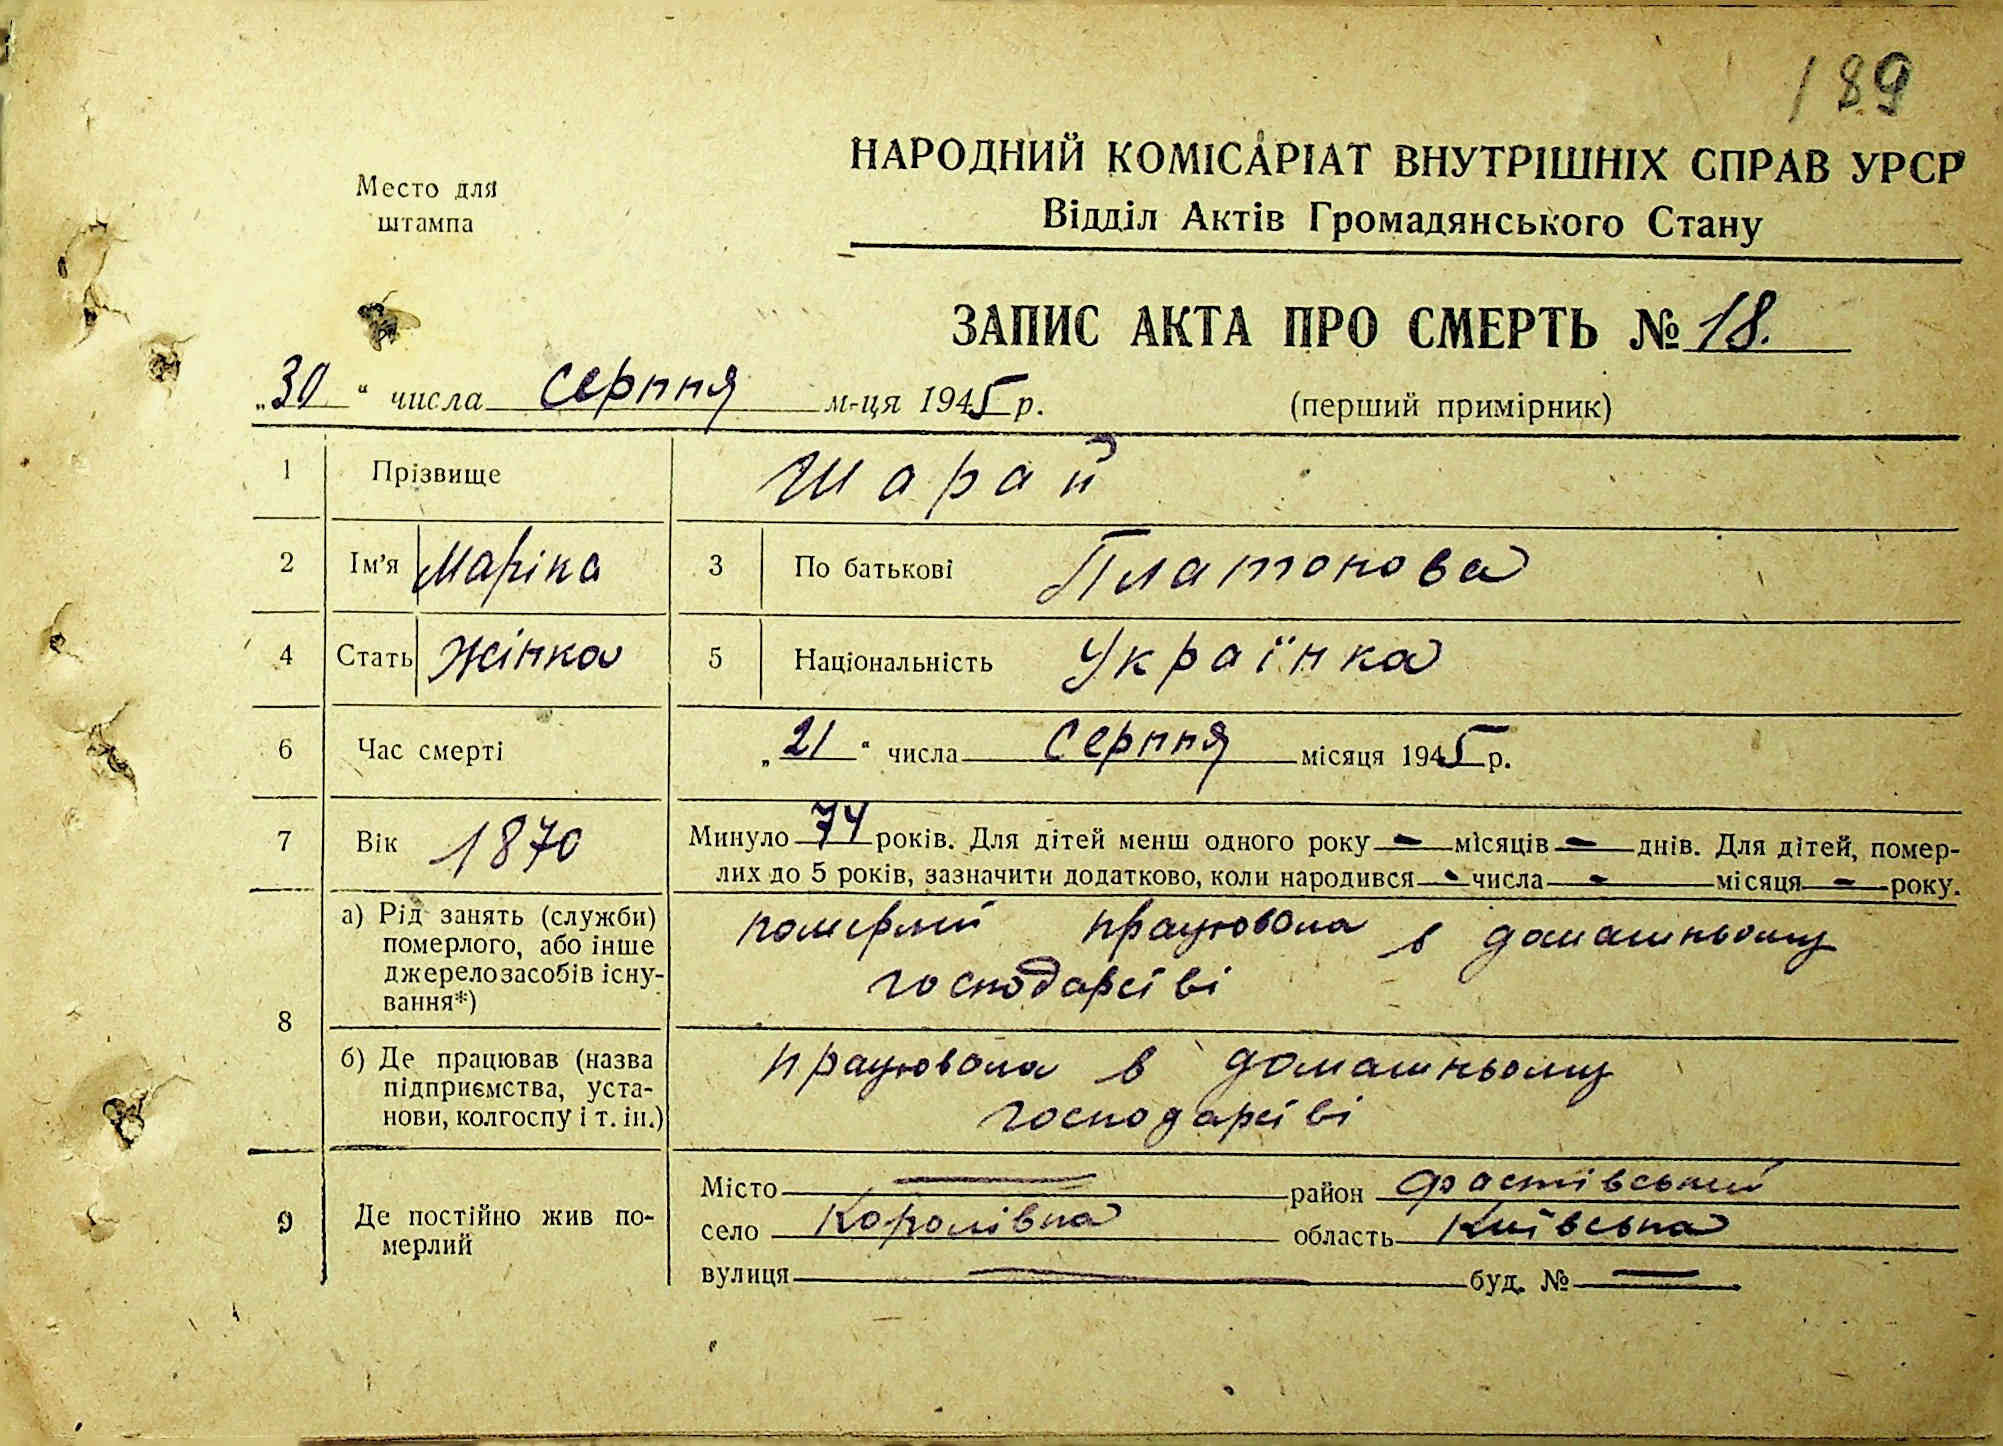 189
НАРОДНИЙ КОМІСАРІАТ ВНУТРІШНІХ СПРАВ УРСР
Відділ Актів Громадянського Стану
Место для
штампа
ЗАПИС АКТА ПРО СМЕРТЬ № 18.
„30“ числа серпня м-ця 1945 р.
(перший примірник)
1 Прізвище Шарай
2 Ім'я Маріка 3 По батькові Платонова
4 Стать Жінка 5 Національність Українка
6 Час смерті „21“ числа серпня місяця 1945 р.
7 Вік 1870 Минуло 74 років. Для дітей менш одного року - місяців - днів. Для дітей, помер-
лих до 5 років, зазначити додатково, коли народився - числа - місяця - року.
8 а) Рід занять (служби)
померлого, або інше
джерело засобів існу-
вання*)
померлий працювала в домашньому
господарсіві
б) Де працював (назва
підприємства, уста-
нови, колгоспу і т. ін.)
працювала в домашньому
господарсіві
9 Де постійно жив по-
мерлий
Місто — район Фастівський
село Королівка область Київська
вулиця — буд. № —